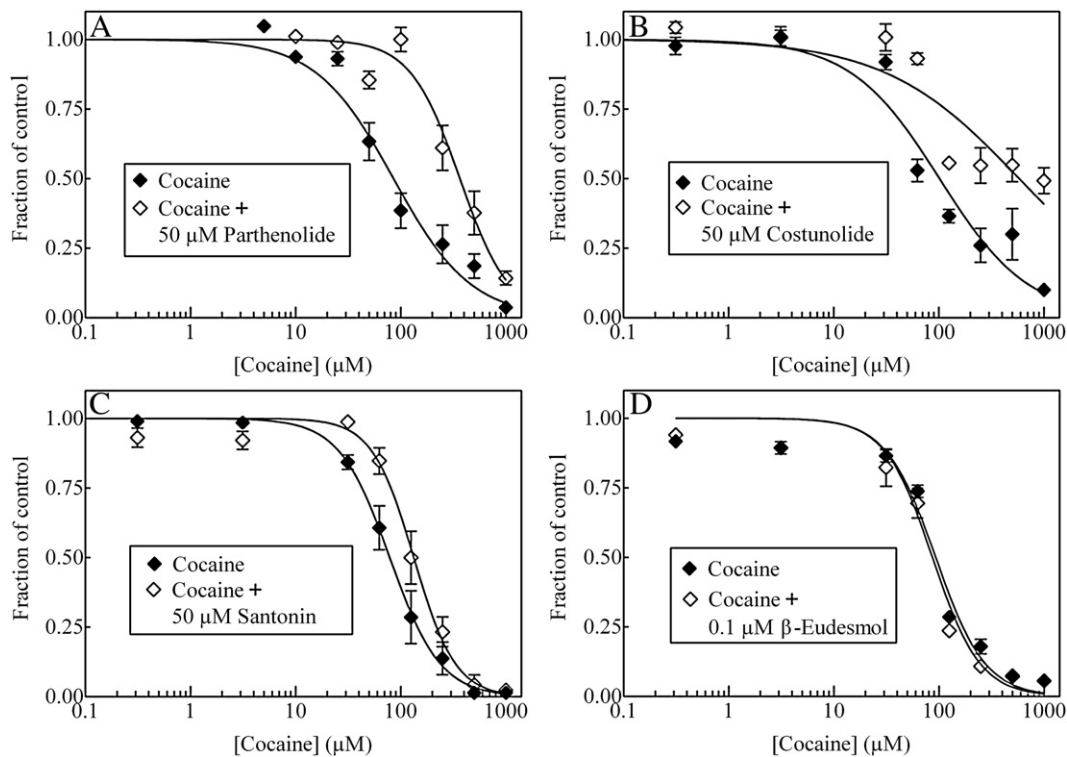 A
Fraction of control
1.00
0.75
0.50
0.25
0.00
Cocaine
Cocaine +
50 μM Parthenolide
0.1 1 10 100 1000
[Cocaine] (μM)
B
Fraction of control
1.00
0.75
0.50
0.25
0.00
Cocaine
Cocaine +
50 μM Costunolide
0.1 1 10 100 1000
[Cocaine] (μM)
C
Fraction of control
1.00
0.75
0.50
0.25
0.00
Cocaine
Cocaine +
50 μM Santonin
0.1 1 10 100 1000
[Cocaine] (μM)
D
Fraction of control
1.00
0.75
0.50
0.25
0.00
Cocaine
Cocaine +
0.1 μM β-Eudesmol
0.1 1 10 100 1000
[Cocaine] (μM)